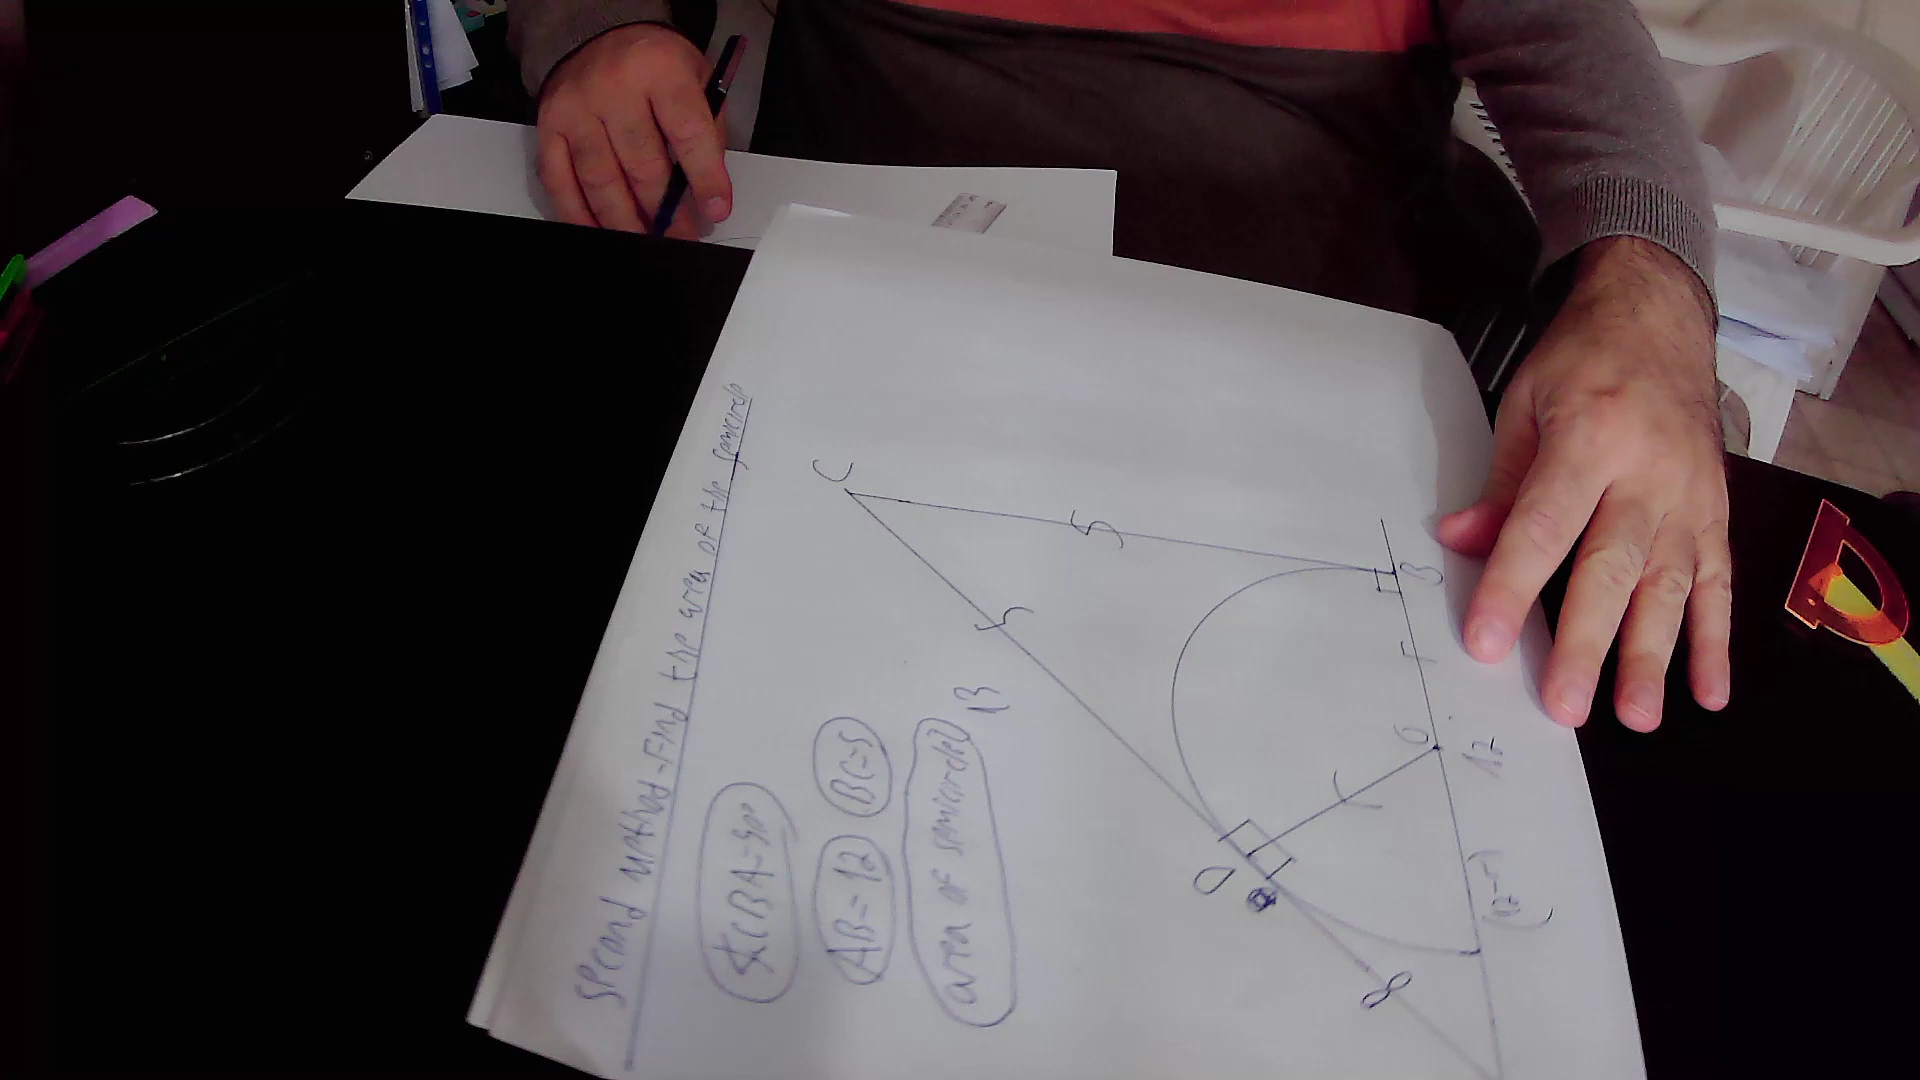 Second method-Find the area of the semicircle
∢CBA=90
AB=12 BC=5
area of semicircle
C
5
B
5
13
r
O
12
r
D
(12-r)
8